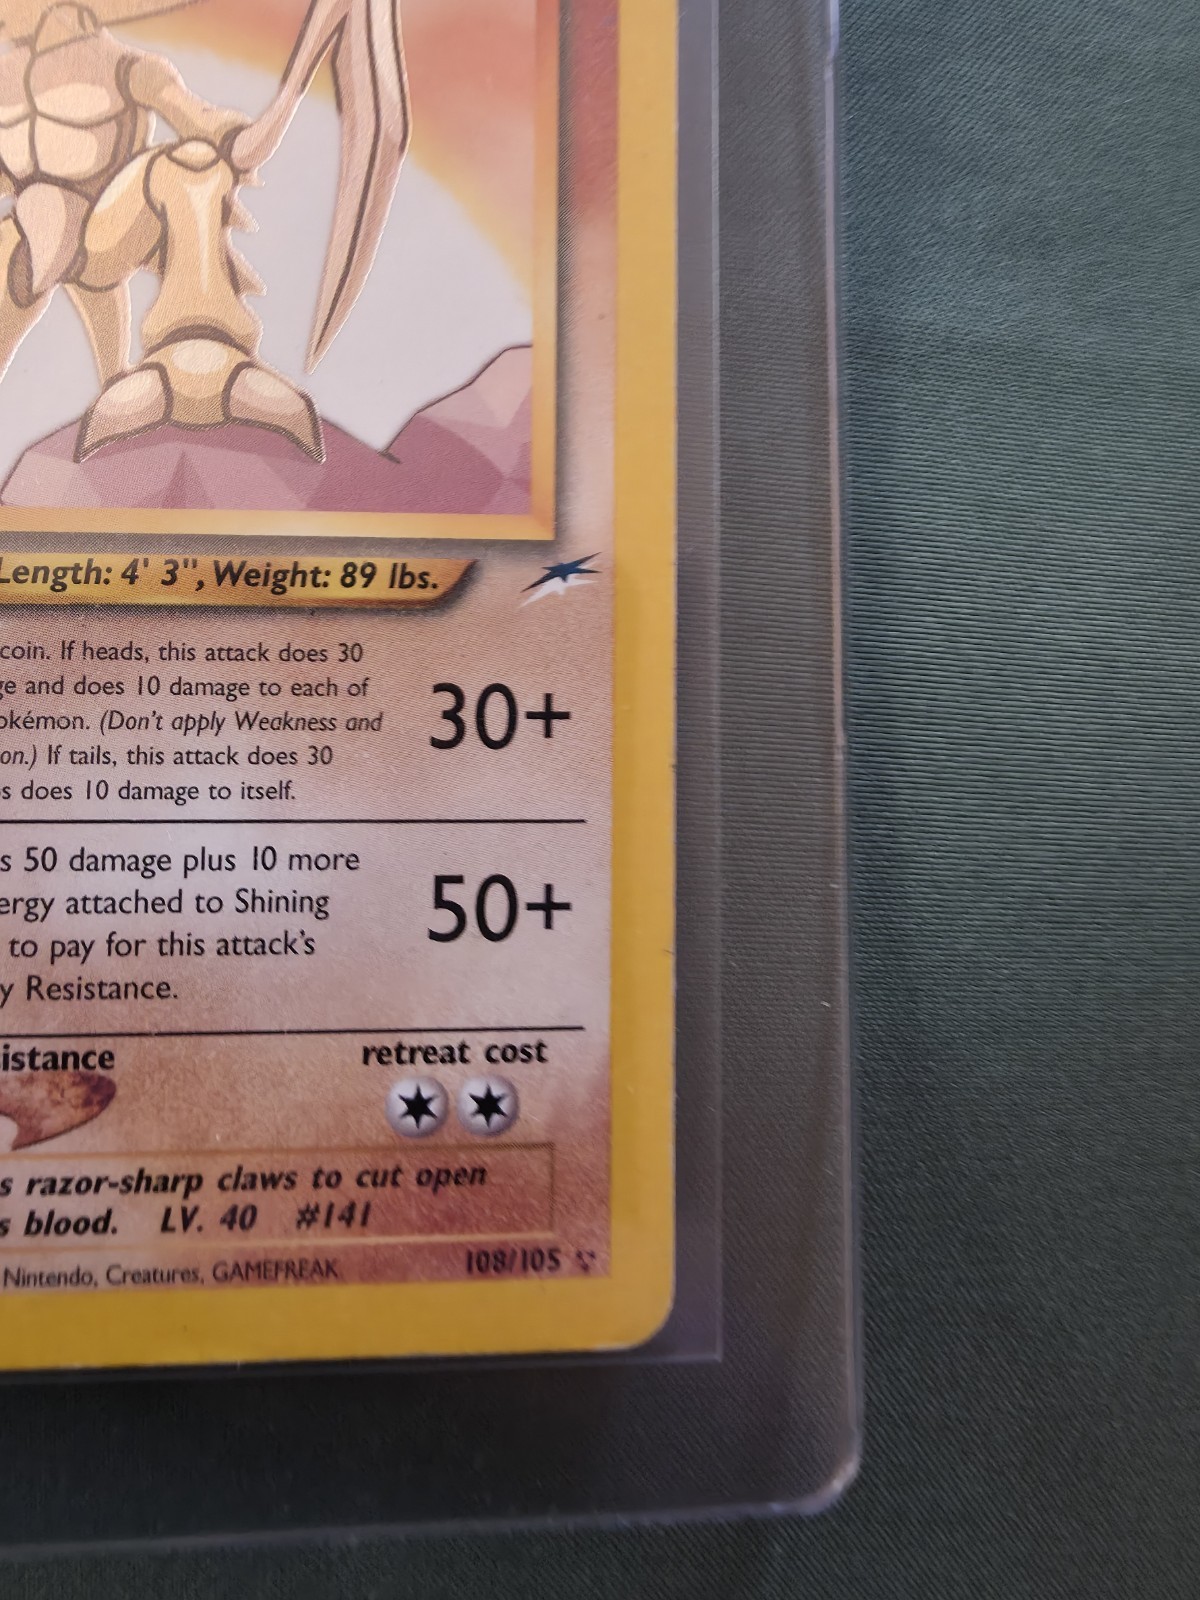 Length: 4' 3", Weight: 89 lbs.
coin. If heads, this attack does 30
ge and does 10 damage to each of
okémon. (Don't apply Weakness and
on.) If tails, this attack does 30
s does 10 damage to itself.
30+
s 50 damage plus 10 more
ergy attached to Shining
to pay for this attack's
y Resistance.
50+
istance
retreat cost
s razor-sharp claws to cut open
s blood. LV. 40 #141
Nintendo, Creatures, GAMEFREAK
108/105